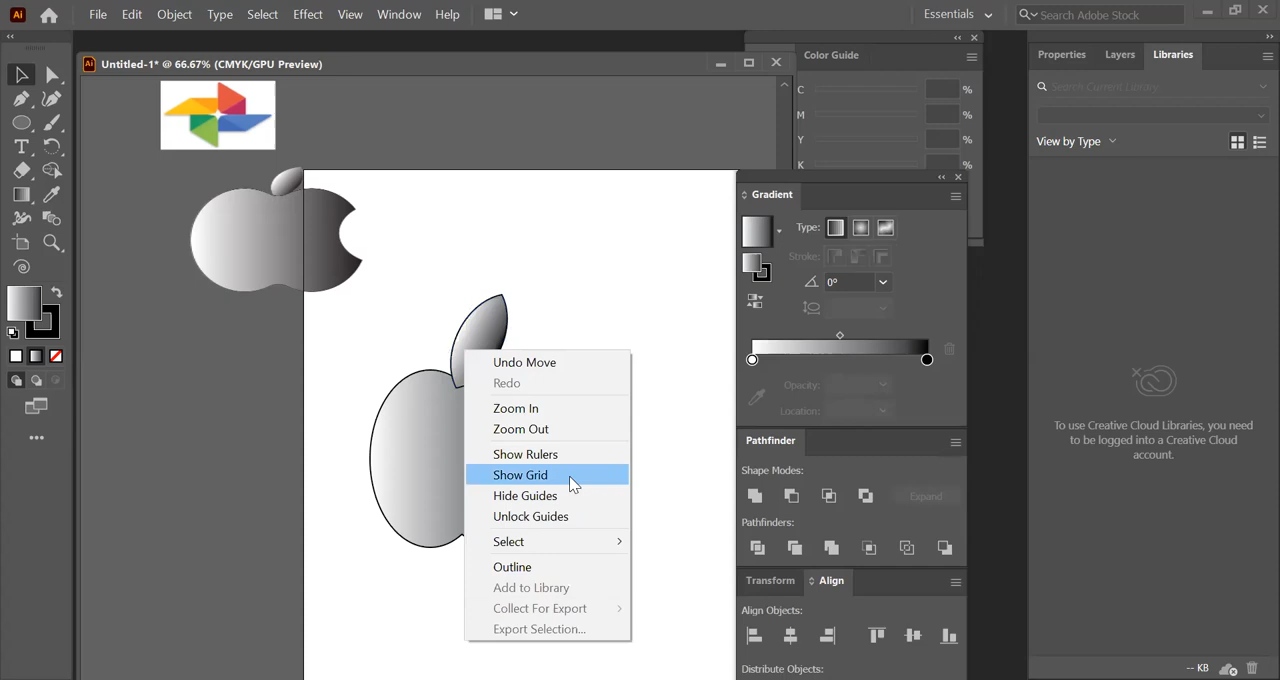 Ai File Edit Object Type Select Effect View Window Help Essentials Search Adobe Stock
Ai Untitled-1* @ 66.67% (CMYK/GPU Preview)
Color Guide
C %
M %
Y %
K %
Properties Layers Libraries
Search Current Library
View by Type
To use Creative Cloud Libraries, you need to be logged into a Creative Cloud account.
-- KB
Gradient
Type:
Stroke:
0°
Opacity:
Location:
Pathfinder
Shape Modes:
Expand
Pathfinders:
Transform Align
Align Objects:
Distribute Objects:
T
Undo Move
Redo
Zoom In
Zoom Out
Show Rulers
Show Grid
Hide Guides
Unlock Guides
Select
Outline
Add to Library
Collect For Export
Export Selection...